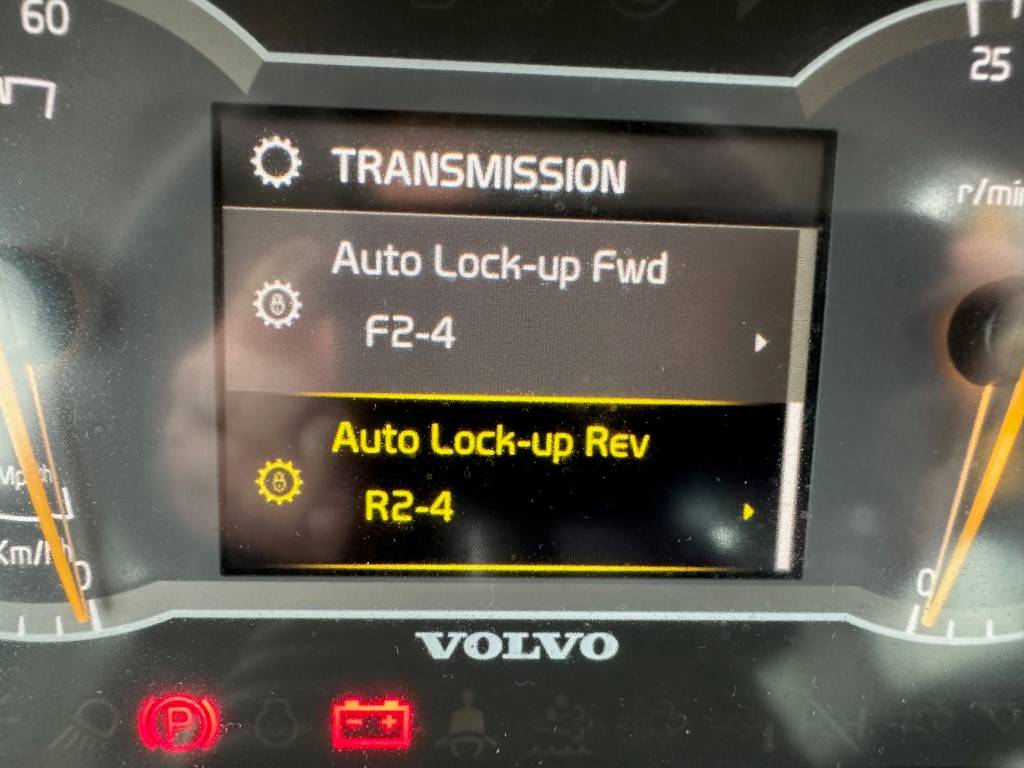 60
25
TRANSMISSION
r/min
Auto Lock-up Fwd
F2-4
Auto Lock-up Rev
R2-4
Km/h
0
0
VOLVO
P